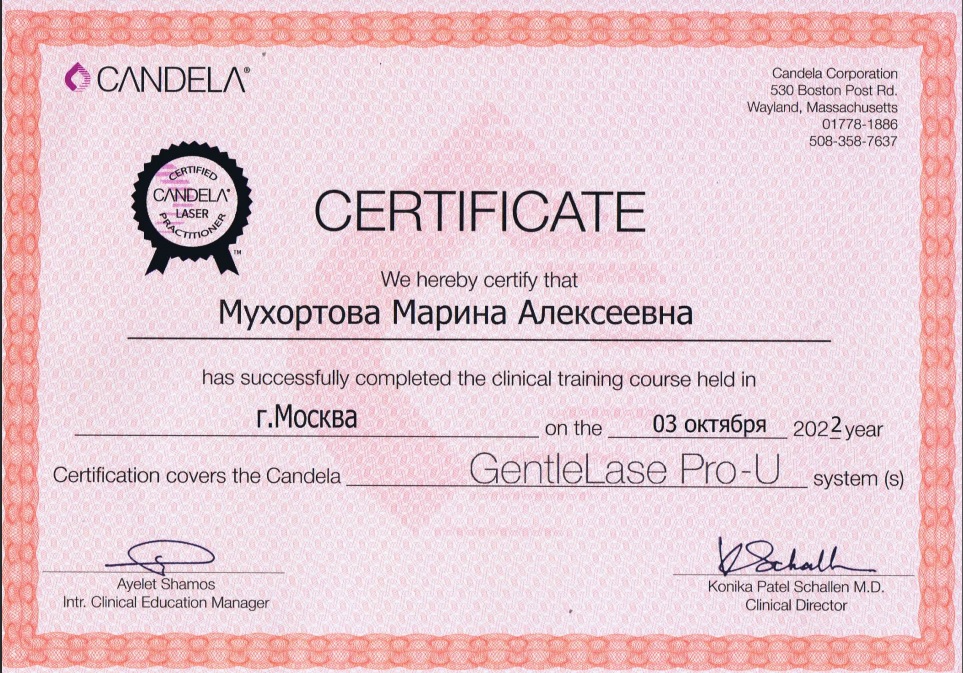 CANDELA®
Candela Corporation
530 Boston Post Rd.
Wayland, Massachusetts
01778-1886
508-358-7637
CERTIFIED
CANDELA®
LASER
PRACTITIONER
™
CERTIFICATE
We hereby certify that
Мухортова Марина Алексеевна
has successfully completed the clinical training course held in
г.Москва on the 03 октября 2022 year
Certification covers the Candela GentleLase Pro-U system (s)
KSchall
Ayelet Shamos
Intr. Clinical Education Manager
Konika Patel Schallen M.D.
Clinical Director